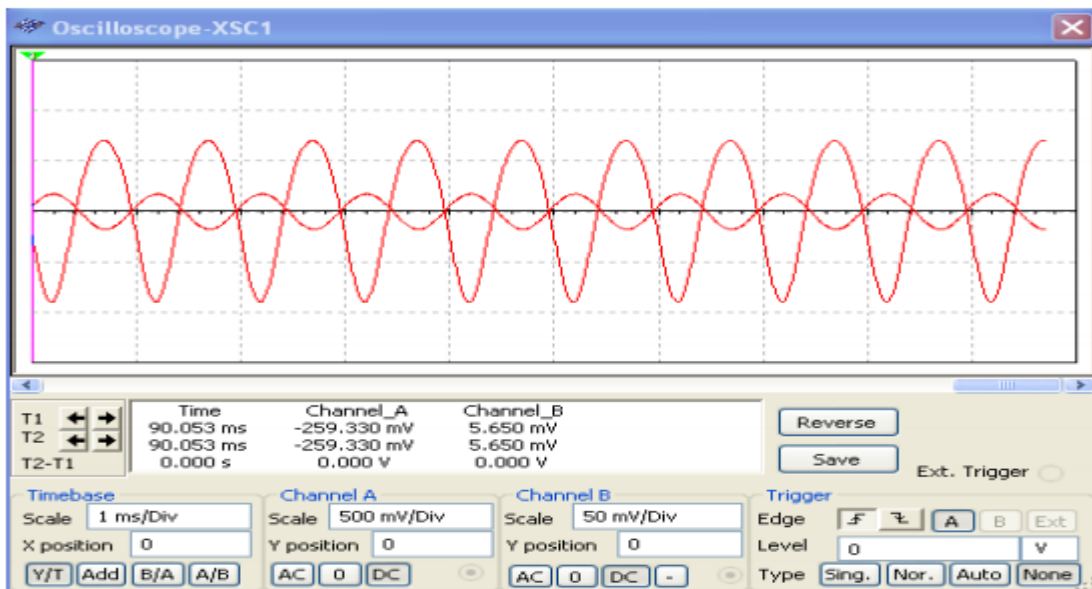 Oscilloscope-XSC1
T1
T2
T2-T1
Time Channel_A Channel_B
90.053 ms -259.330 mV 5.650 mV
90.053 ms -259.330 mV 5.650 mV
0.000 s 0.000 V 0.000 V
Reverse
Save
Ext. Trigger
Timebase
Scale 1 ms/Div
X position 0
Y/T Add B/A A/B
Channel A
Scale 500 mV/Div
Y position 0
AC 0 DC
Channel B
Scale 50 mV/Div
Y position 0
AC 0 DC -
Trigger
Edge A B Ext
Level 0 V
Type Sing. Nor. Auto None